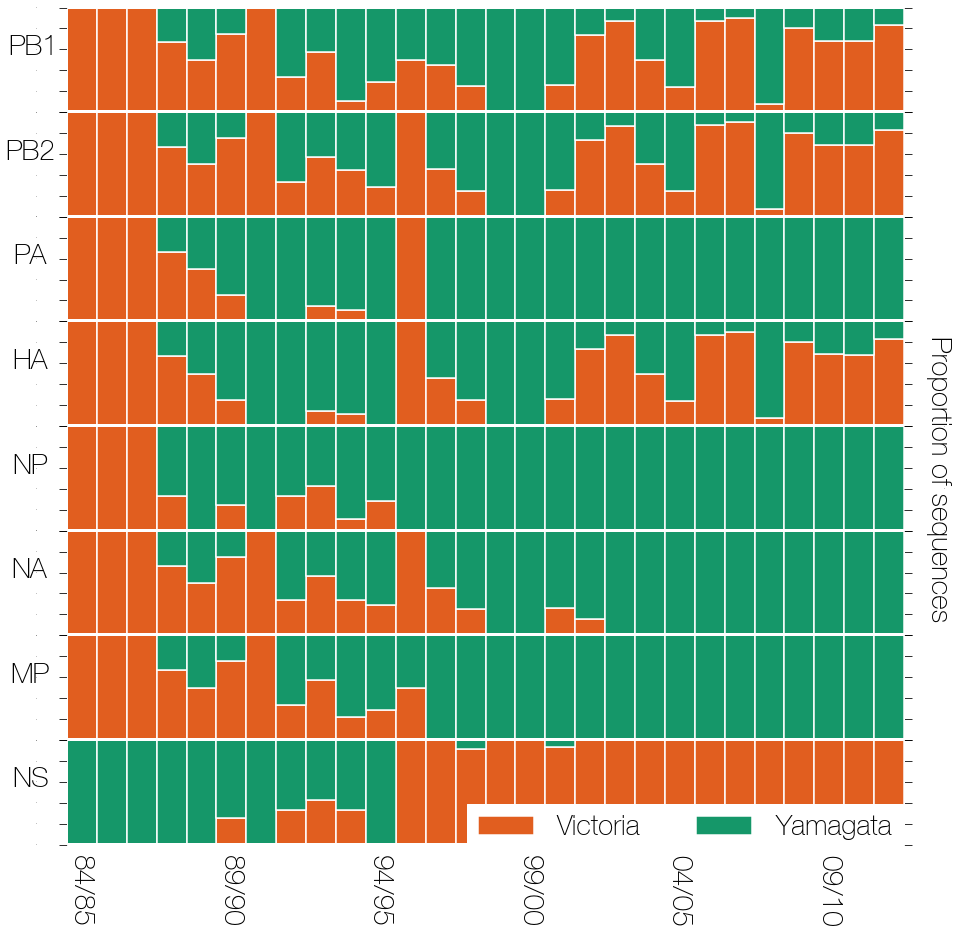 PB1
PB2
PA
HA
NP
NA
MP
NS
Proportion of sequences
Victoria
Yamagata
84/85
89/90
94/95
99/00
04/05
09/10